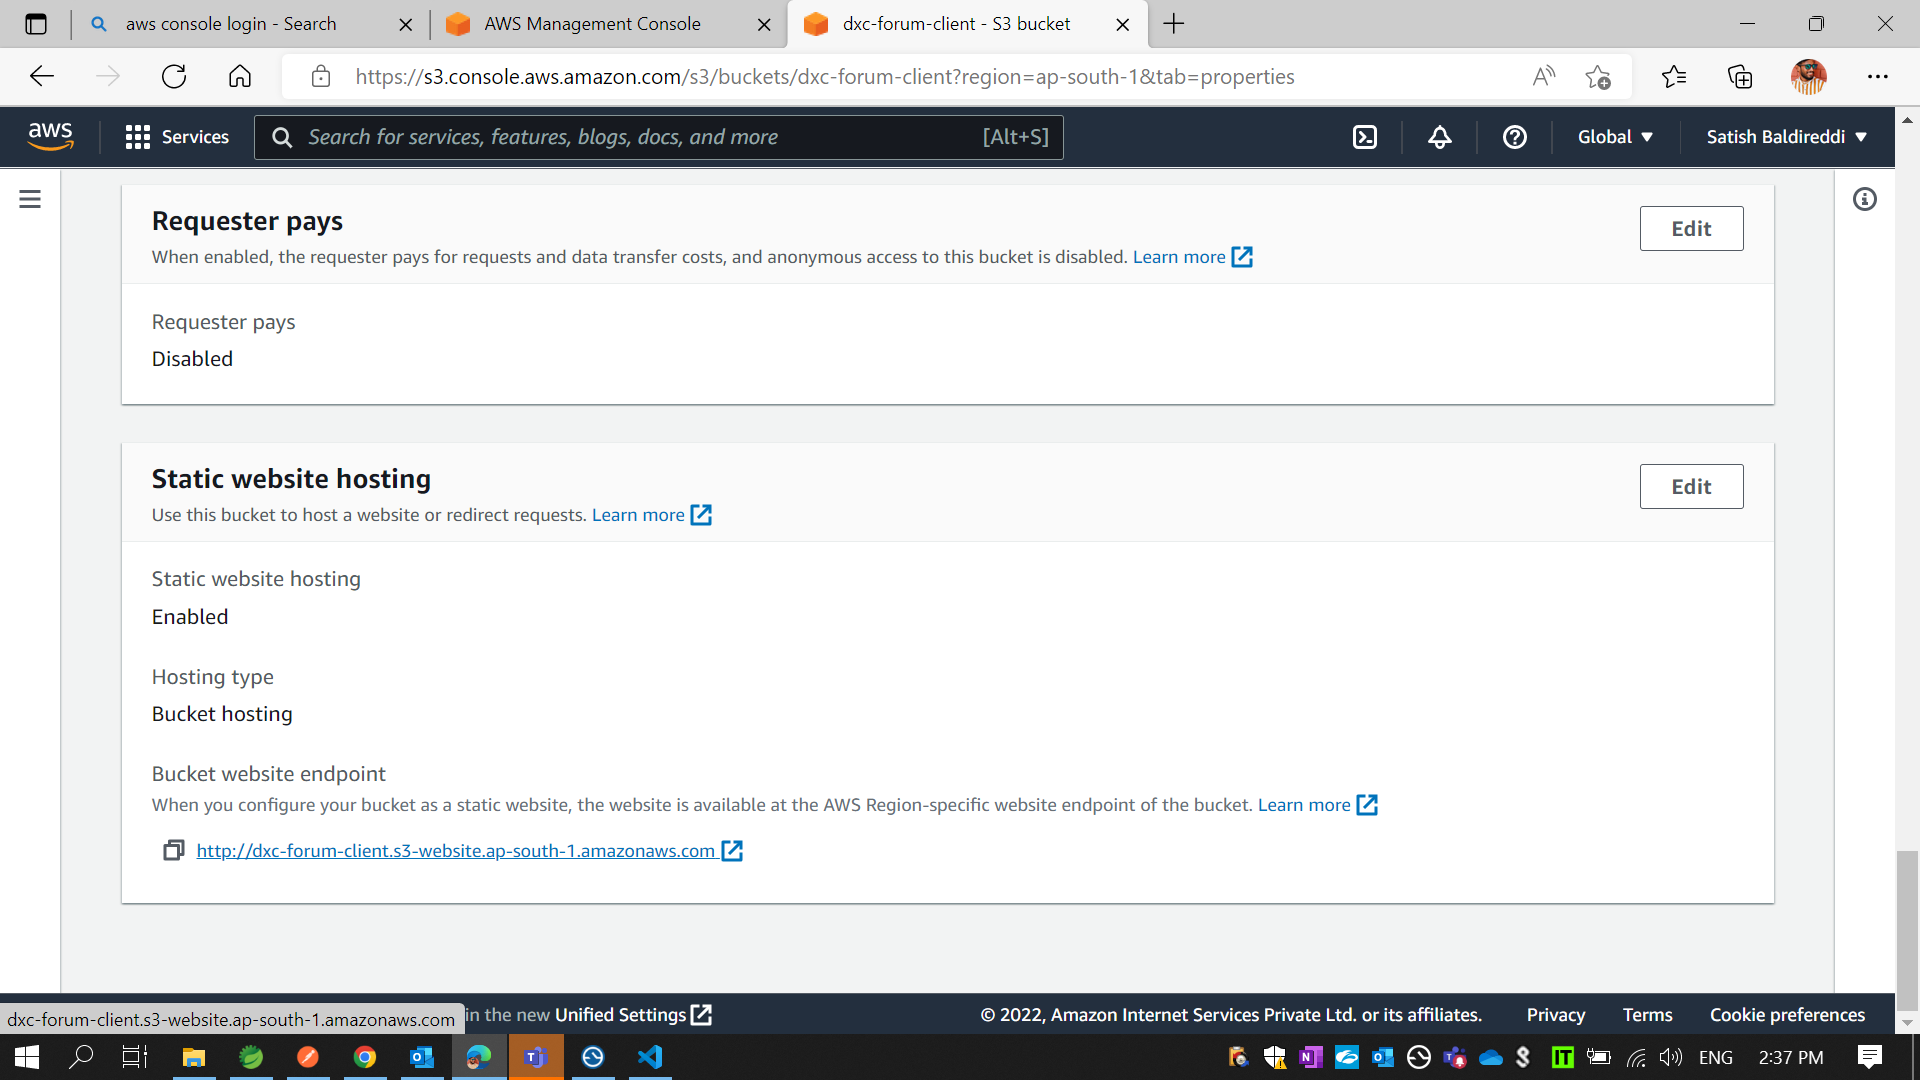 aws console login - Search
AWS Management Console
dxc-forum-client - S3 bucket
https://s3.console.aws.amazon.com/s3/buckets/dxc-forum-client?region=ap-south-1&tab=properties
aws
Services
Search for services, features, blogs, docs, and more
[Alt+S]
Global
Satish Baldireddi
Requester pays
Edit
When enabled, the requester pays for requests and data transfer costs, and anonymous access to this bucket is disabled. Learn more
Requester pays
Disabled
Static website hosting
Edit
Use this bucket to host a website or redirect requests. Learn more
Static website hosting
Enabled
Hosting type
Bucket hosting
Bucket website endpoint
When you configure your bucket as a static website, the website is available at the AWS Region-specific website endpoint of the bucket. Learn more
http://dxc-forum-client.s3-website.ap-south-1.amazonaws.com
dxc-forum-client.s3-website.ap-south-1.amazonaws.com
in the new Unified Settings
© 2022, Amazon Internet Services Private Ltd. or its affiliates.
Privacy
Terms
Cookie preferences
ENG
2:37 PM